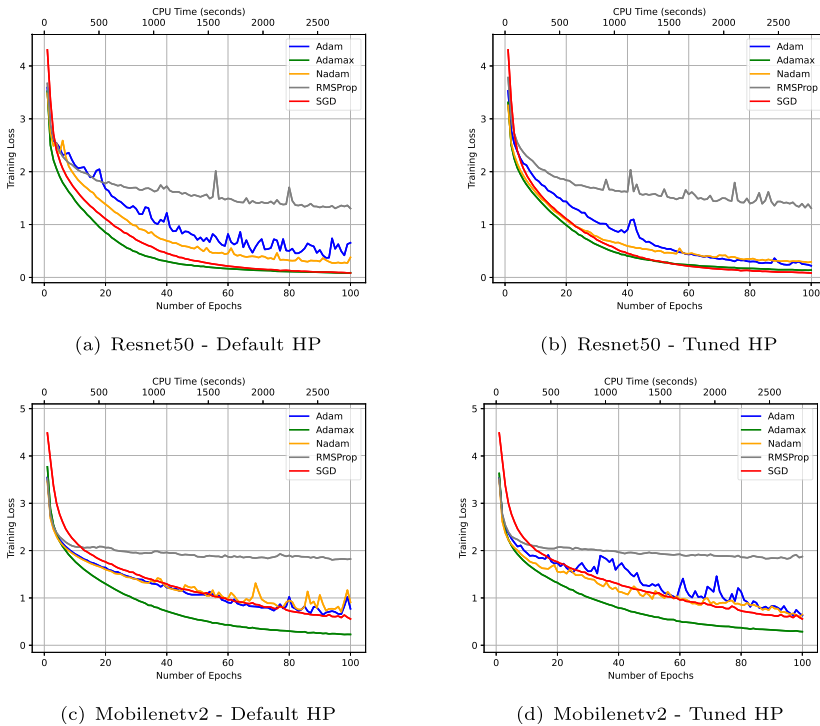 CPU Time (seconds)
0 500 1000 1500 2000 2500
Training Loss
4
3
2
1
0
Adam
Adamax
Nadam
RMSProp
SGD
0 20 40 60 80 100
Number of Epochs
(a) Resnet50 - Default HP
CPU Time (seconds)
0 500 1000 1500 2000 2500
Training Loss
4
3
2
1
0
Adam
Adamax
Nadam
RMSProp
SGD
0 20 40 60 80 100
Number of Epochs
(b) Resnet50 - Tuned HP
CPU Time (seconds)
0 500 1000 1500 2000 2500
Training Loss
5
4
3
2
1
0
Adam
Adamax
Nadam
RMSProp
SGD
0 20 40 60 80 100
Number of Epochs
(c) Mobilenetv2 - Default HP
CPU Time (seconds)
0 500 1000 1500 2000 2500
Training Loss
5
4
3
2
1
0
Adam
Adamax
Nadam
RMSProp
SGD
0 20 40 60 80 100
Number of Epochs
(d) Mobilenetv2 - Tuned HP